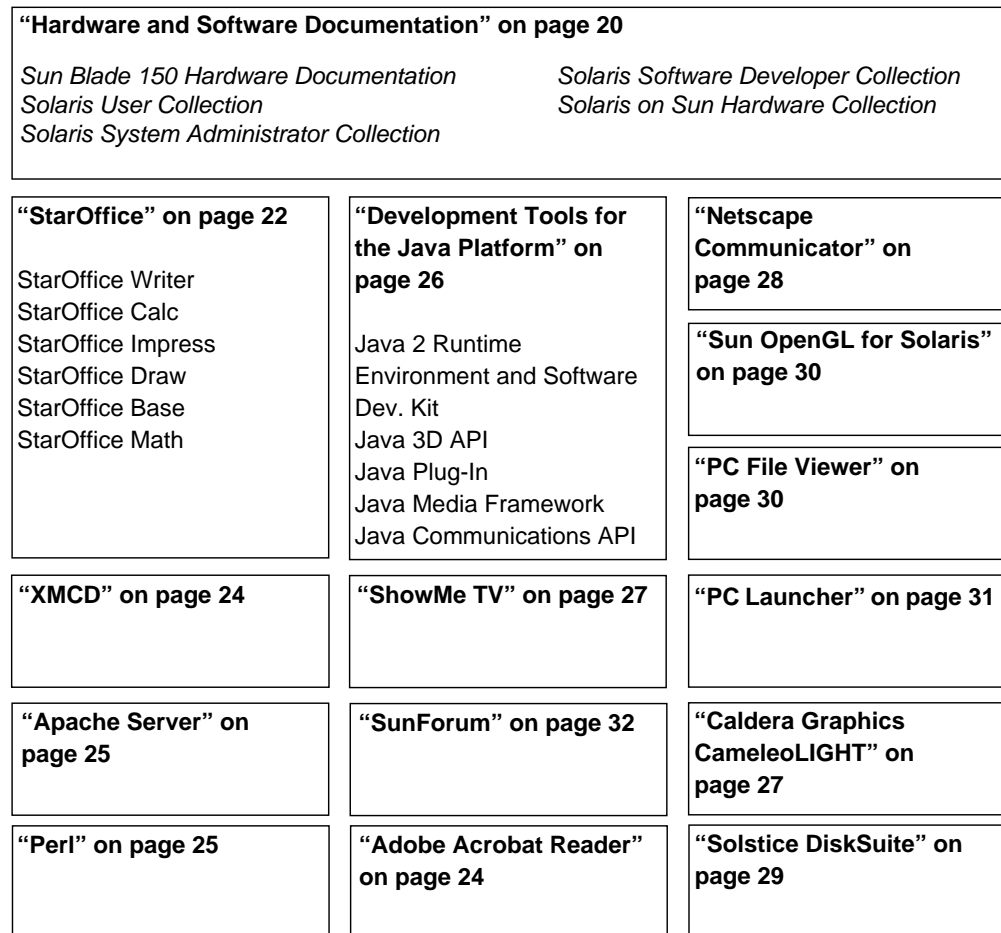 “Hardware and Software Documentation” on page 20
Sun Blade 150 Hardware Documentation
Solaris User Collection
Solaris System Administrator Collection
Solaris Software Developer Collection
Solaris on Sun Hardware Collection
“StarOffice” on page 22
StarOffice Writer
StarOffice Calc
StarOffice Impress
StarOffice Draw
StarOffice Base
StarOffice Math
“Development Tools for
the Java Platform” on
page 26
Java 2 Runtime
Environment and Software
Dev. Kit
Java 3D API
Java Plug-In
Java Media Framework
Java Communications API
“Netscape
Communicator” on
page 28
“Sun OpenGL for Solaris”
on page 30
“PC File Viewer” on
page 30
“XMCD” on page 24
“ShowMe TV” on page 27
“PC Launcher” on page 31
“Apache Server” on
page 25
“SunForum” on page 32
“Caldera Graphics
CameleoLIGHT” on
page 27
“Perl” on page 25
“Adobe Acrobat Reader”
on page 24
“Solstice DiskSuite” on
page 29